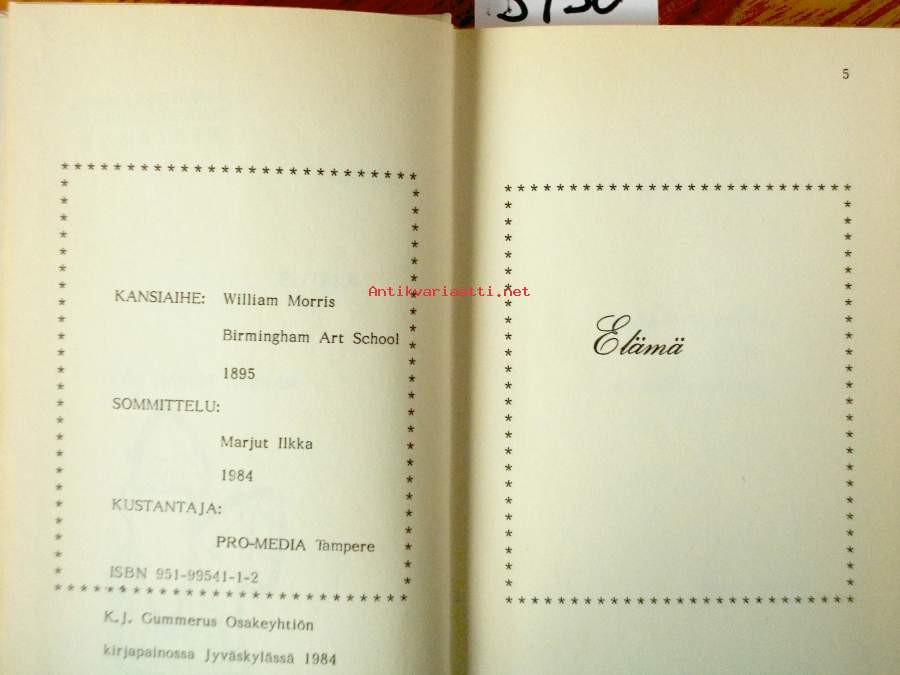 KANSIAIHE: William Morris
Birmingham Art School
1895
SOMMITTELU:
Marjut Ilkka
1984
KUSTANTAJA:
PRO-MEDIA Tampere
ISBN 951-99541-1-2
K.J. Gummerus Osakeyhtiön
kirjapainossa Jyväskylässä 1984
5
Elämä
Antikvariaatti.net